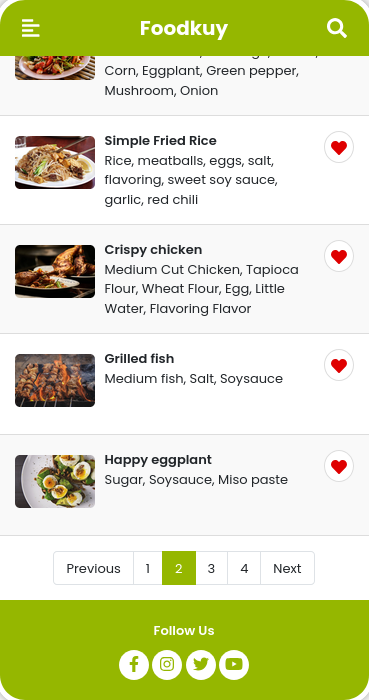 Foodkuy
Corn, Eggplant, Green pepper,
Mushroom, Onion
Simple Fried Rice
Rice, meatballs, eggs, salt,
flavoring, sweet soy sauce,
garlic, red chili
Crispy chicken
Medium Cut Chicken, Tapioca
Flour, Wheat Flour, Egg, Little
Water, Flavoring Flavor
Grilled fish
Medium fish, Salt, Soysauce
Happy eggplant
Sugar, Soysauce, Miso paste
Previous 1 2 3 4 Next
Follow Us